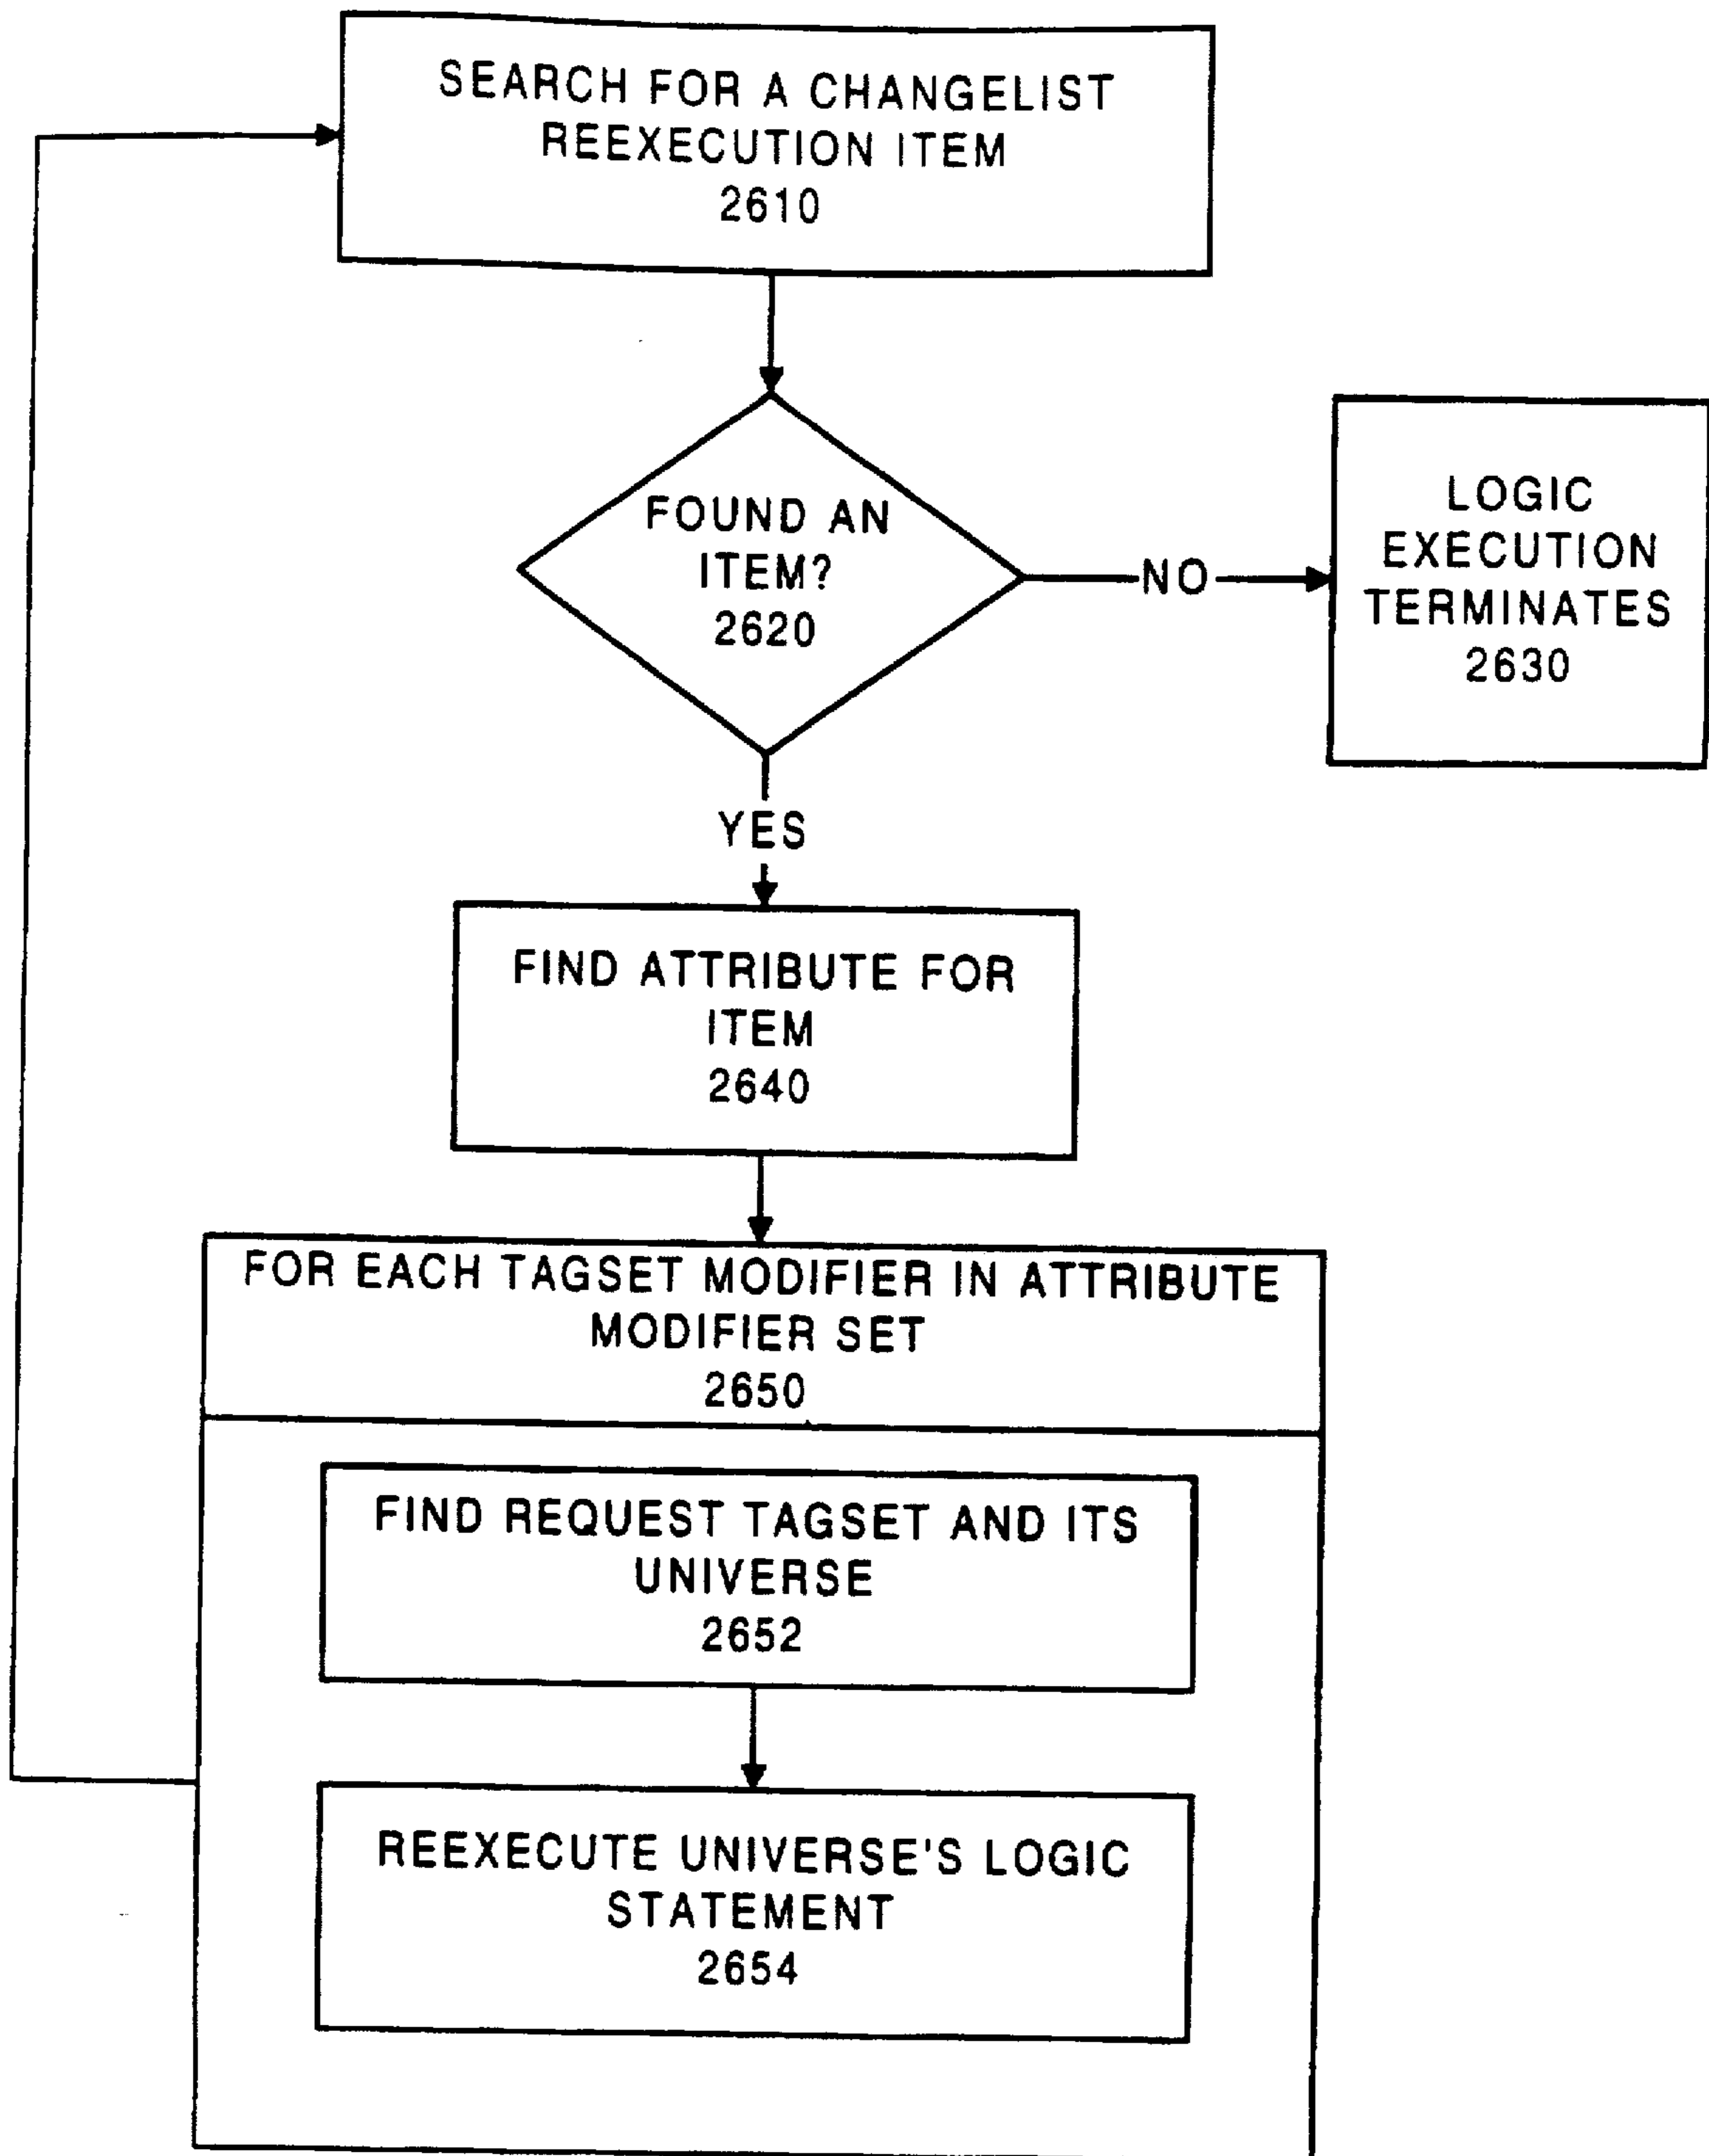 SEARCH FOR A CHANGELIST
REEXECUTION ITEM
2610
FOUND AN
ITEM?
2620
NO
LOGIC
EXECUTION
TERMINATES
2630
YES
FIND ATTRIBUTE FOR
ITEM
2640
FOR EACH TAGSET MODIFIER IN ATTRIBUTE
MODIFIER SET
2650
FIND REQUEST TAGSET AND ITS
UNIVERSE
2652
REEXECUTE UNIVERSE'S LOGIC
STATEMENT
2654